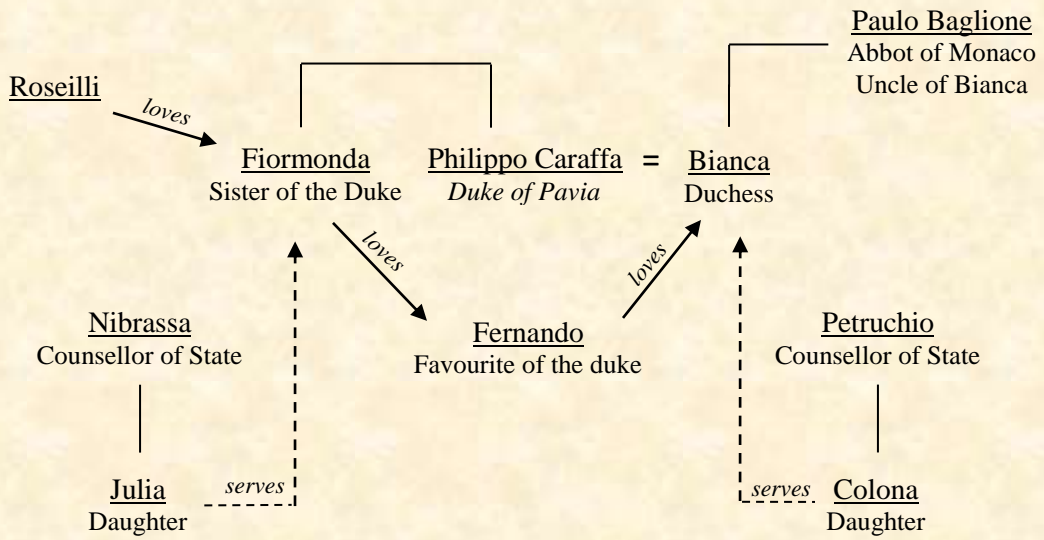 Paulo Baglione
Abbot of Monaco
Uncle of Bianca
Roseilli
loves
Fiormonda
Sister of the Duke
Philippo Caraffa
Duke of Pavia
=
Bianca
Duchess
loves
loves
Nibrassa
Counsellor of State
Fernando
Favourite of the duke
Petruchio
Counsellor of State
Julia
Daughter
serves
serves
Colona
Daughter